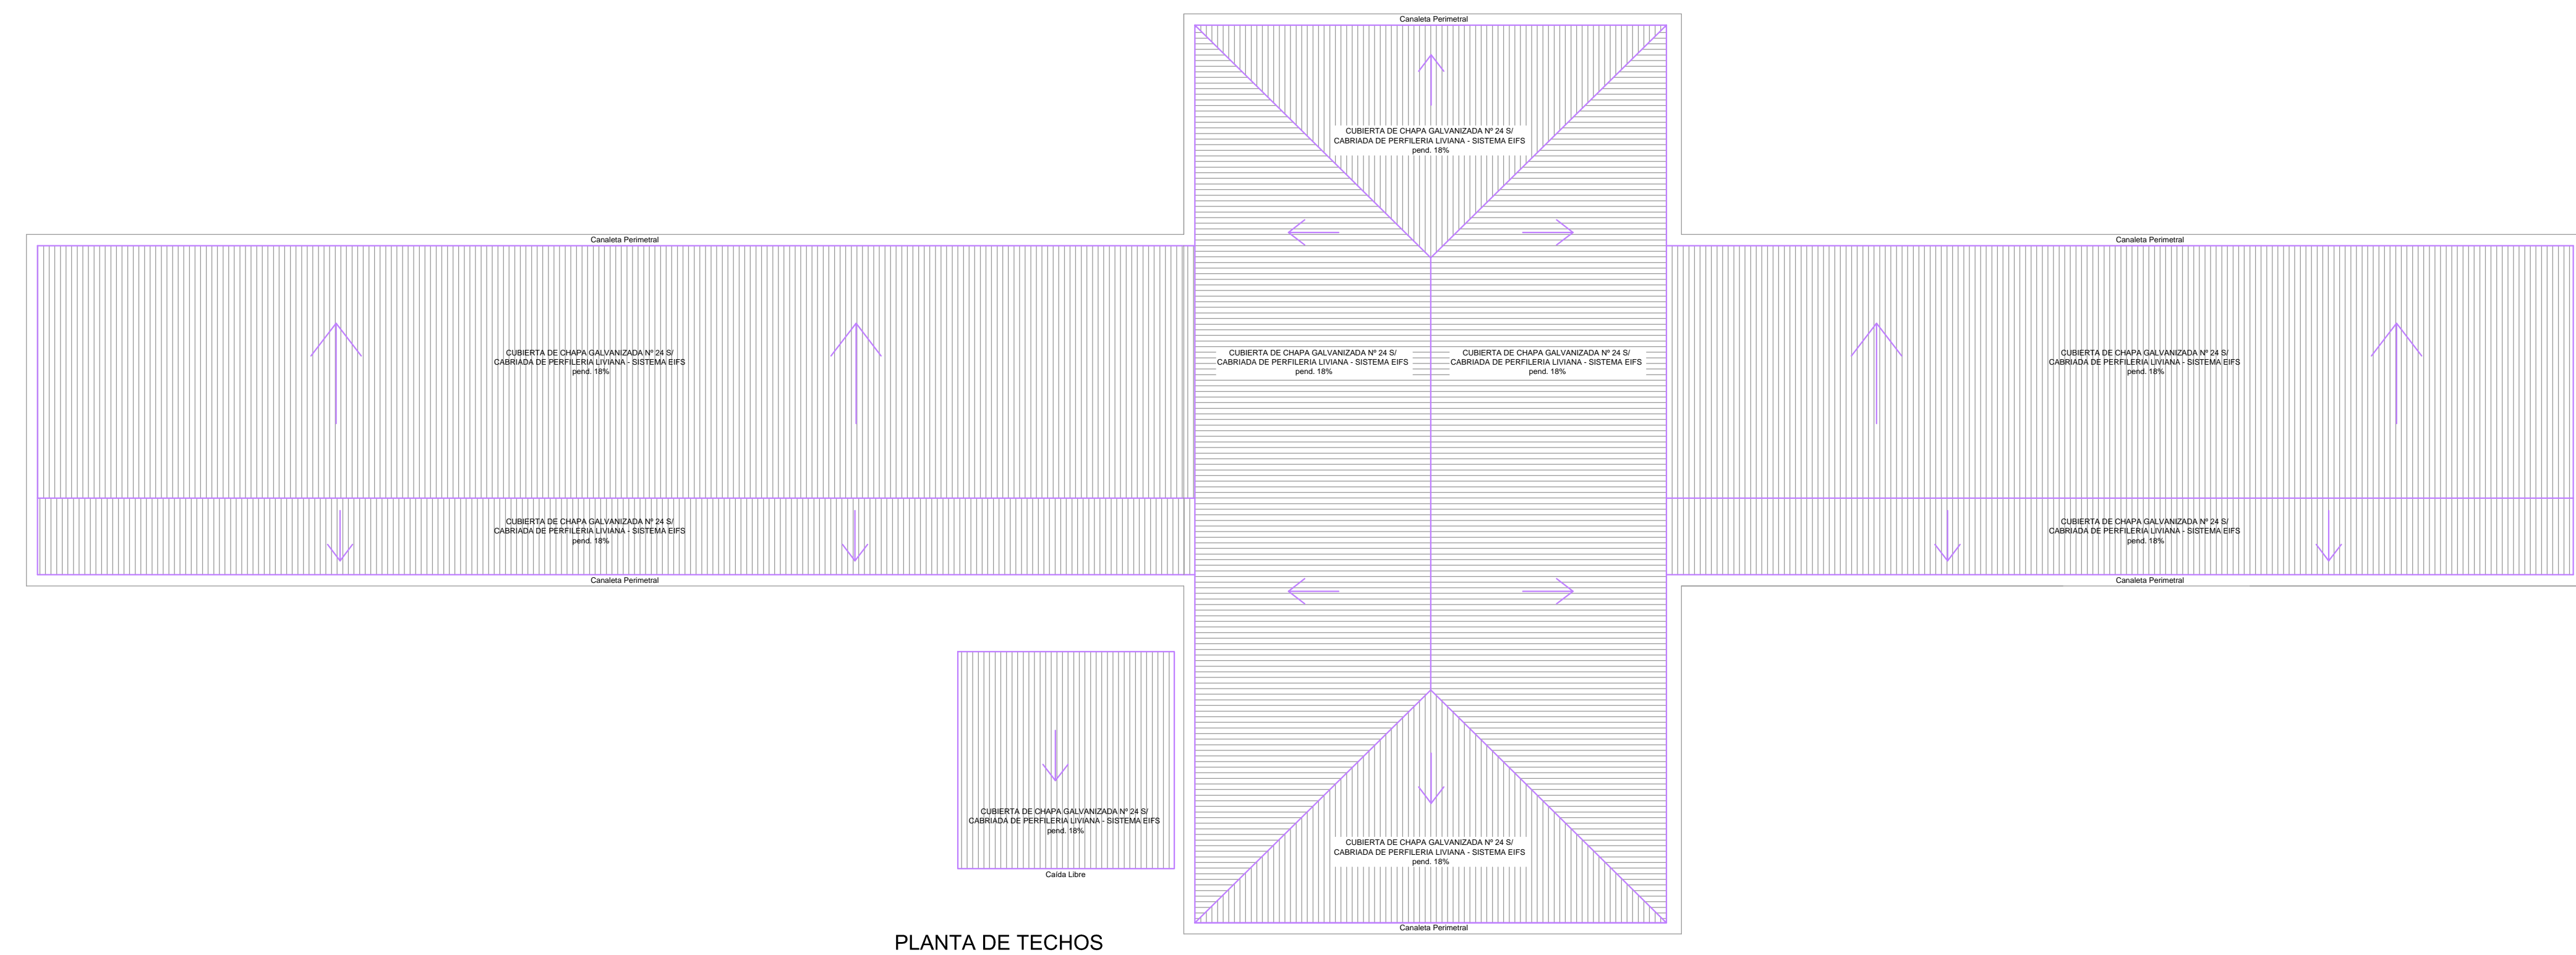 Canaleta Perimetral
CUBIERTA DE CHAPA GALVANIZADA Nº 24 S/
CABRIADA DE PERFILERIA LIVIANA - SISTEMA EIFS
pend. 18%
Canaleta Perimetral
Canaleta Perimetral
CUBIERTA DE CHAPA GALVANIZADA Nº 24 S/
CABRIADA DE PERFILERIA LIVIANA - SISTEMA EIFS
pend. 18%
CUBIERTA DE CHAPA GALVANIZADA Nº 24 S/
CABRIADA DE PERFILERIA LIVIANA - SISTEMA EIFS
pend. 18%
CUBIERTA DE CHAPA GALVANIZADA Nº 24 S/
CABRIADA DE PERFILERIA LIVIANA - SISTEMA EIFS
pend. 18%
CUBIERTA DE CHAPA GALVANIZADA Nº 24 S/
CABRIADA DE PERFILERIA LIVIANA - SISTEMA EIFS
pend. 18%
CUBIERTA DE CHAPA GALVANIZADA Nº 24 S/
CABRIADA DE PERFILERIA LIVIANA - SISTEMA EIFS
pend. 18%
CUBIERTA DE CHAPA GALVANIZADA Nº 24 S/
CABRIADA DE PERFILERIA LIVIANA - SISTEMA EIFS
pend. 18%
Canaleta Perimetral
Canaleta Perimetral
CUBIERTA DE CHAPA GALVANIZADA Nº 24 S/
CABRIADA DE PERFILERIA LIVIANA - SISTEMA EIFS
pend. 18%
Caída Libre
CUBIERTA DE CHAPA GALVANIZADA Nº 24 S/
CABRIADA DE PERFILERIA LIVIANA - SISTEMA EIFS
pend. 18%
Canaleta Perimetral
PLANTA DE TECHOS